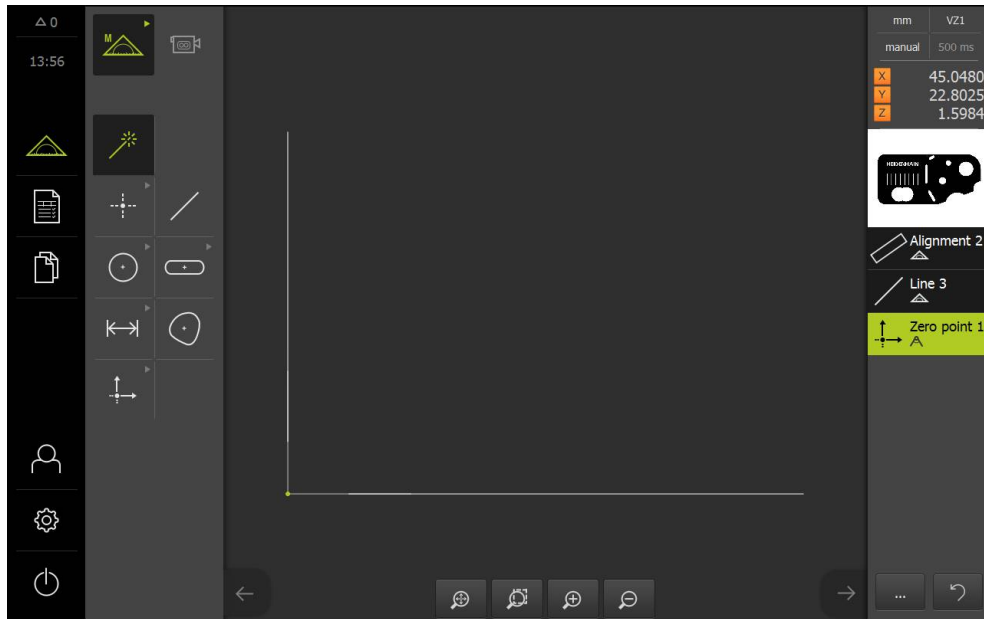 0
13:56
M
mm
VZ1
manual
500 ms
X 45.0480
Y 22.8025
Z 1.5984
HEIDENHAIN
Alignment 2
Line 3
Zero point 1
...